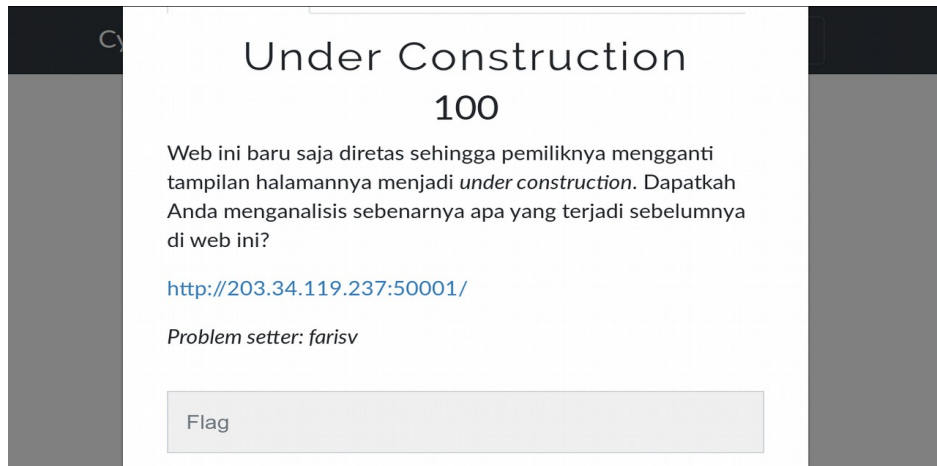 Cy
Under Construction
100
Web ini baru saja diretas sehingga pemiliknya mengganti
tampilan halamannya menjadi under construction. Dapatkah
Anda menganalisis sebenarnya apa yang terjadi sebelumnya
di web ini?
http://203.34.119.237:50001/
Problem setter: farisv
Flag